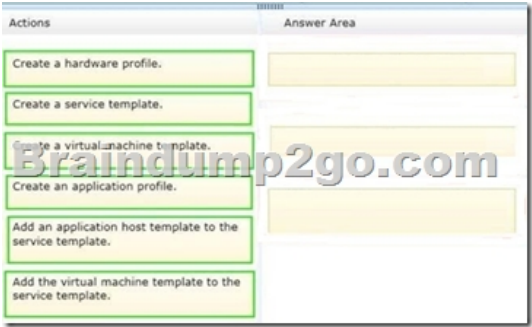 Actions
Answer Area
Create a hardware profile.
Create a service template.
Create a virtual machine template.
Braindump2go.com
Create an application profile.
Add an application host template to the
service template.
Add the virtual machine template to the
service template.